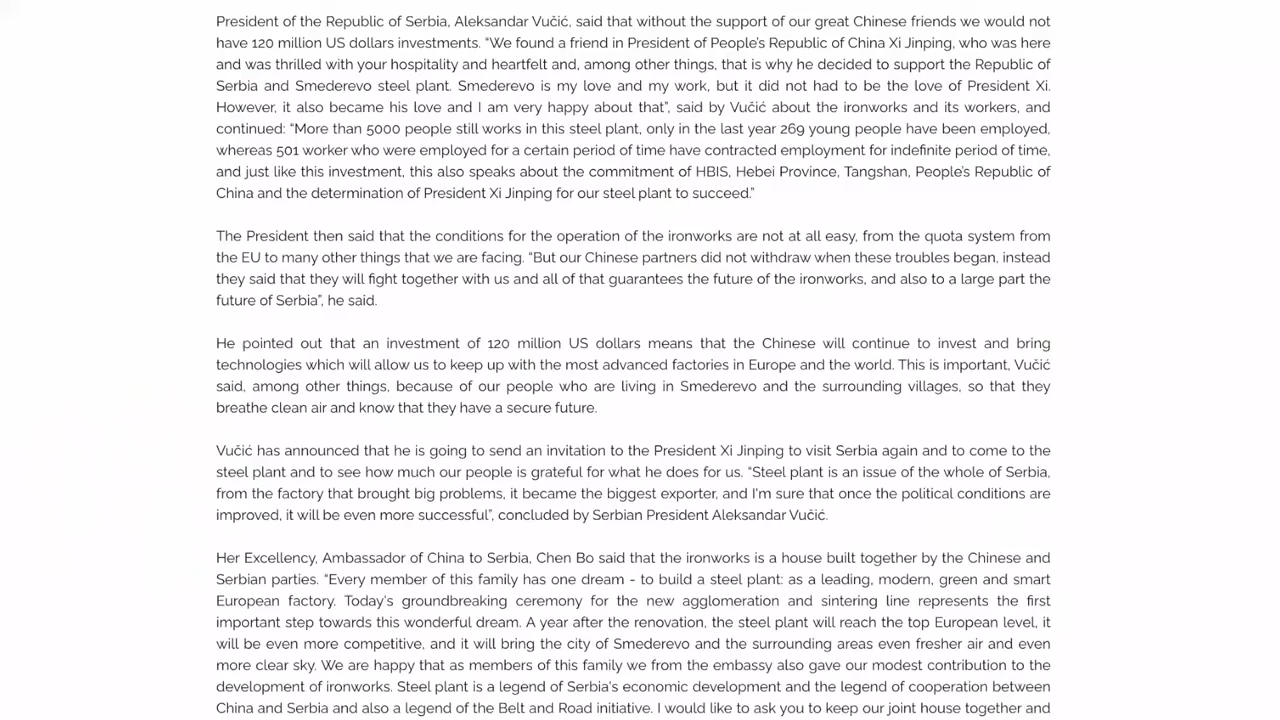 President of the Republic of Serbia, Aleksandar Vučić, said that without the support of our great Chinese friends we would not
have 120 million US dollars investments. “We found a friend in President of People’s Republic of China Xi Jinping, who was here
and was thrilled with your hospitality and heartfelt and, among other things, that is why he decided to support the Republic of
Serbia and Smederevo steel plant. Smederevo is my love and my work, but it did not had to be the love of President Xi.
However, it also became his love and I am very happy about that”, said by Vučić about the ironworks and its workers, and
continued: “More than 5000 people still works in this steel plant, only in the last year 269 young people have been employed,
whereas 501 worker who were employed for a certain period of time have contracted employment for indefinite period of time,
and just like this investment, this also speaks about the commitment of HBIS, Hebei Province, Tangshan, People’s Republic of
China and the determination of President Xi Jinping for our steel plant to succeed.”
The President then said that the conditions for the operation of the ironworks are not at all easy, from the quota system from
the EU to many other things that we are facing. “But our Chinese partners did not withdraw when these troubles began, instead
they said that they will fight together with us and all of that guarantees the future of the ironworks, and also to a large part the
future of Serbia”, he said.
He pointed out that an investment of 120 million US dollars means that the Chinese will continue to invest and bring
technologies which will allow us to keep up with the most advanced factories in Europe and the world. This is important, Vučić
said, among other things, because of our people who are living in Smederevo and the surrounding villages, so that they
breathe clean air and know that they have a secure future.
Vučić has announced that he is going to send an invitation to the President Xi Jinping to visit Serbia again and to come to the
steel plant and to see how much our people is grateful for what he does for us. “Steel plant is an issue of the whole of Serbia,
from the factory that brought big problems, it became the biggest exporter, and I'm sure that once the political conditions are
improved, it will be even more successful”, concluded by Serbian President Aleksandar Vučić.
Her Excellency, Ambassador of China to Serbia, Chen Bo said that the ironworks is a house built together by the Chinese and
Serbian parties. “Every member of this family has one dream - to build a steel plant: as a leading, modern, green and smart
European factory. Today's groundbreaking ceremony for the new agglomeration and sintering line represents the first
important step towards this wonderful dream. A year after the renovation, the steel plant will reach the top European level, it
will be even more competitive, and it will bring the city of Smederevo and the surrounding areas even fresher air and even
more clear sky. We are happy that as members of this family we from the embassy also gave our modest contribution to the
development of ironworks. Steel plant is a legend of Serbia's economic development and the legend of cooperation between
China and Serbia and also a legend of the Belt and Road initiative. I would like to ask you to keep our joint house together and